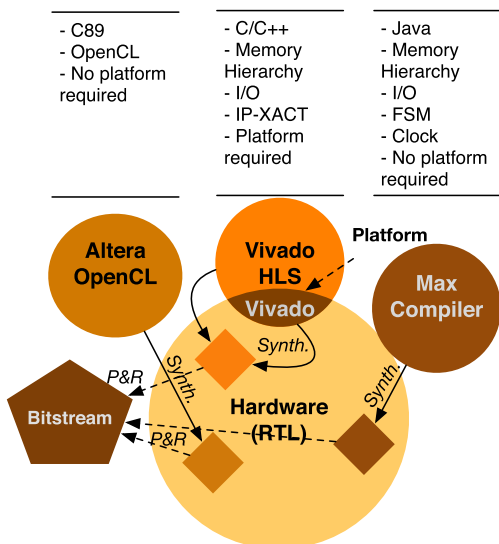 - C89
- OpenCL
- No platform
required
- C/C++
- Memory
Hierarchy
- I/O
- IP-XACT
- Platform
required
- Java
- Memory
Hierarchy
- I/O
- FSM
- Clock
- No platform
required
Altera
OpenCL
Vivado
HLS
Platform
Max
Compiler
Vivado
Synth.
Synth.
Synth.
P&R
Bitstream
Hardware
(RTL)
P&R